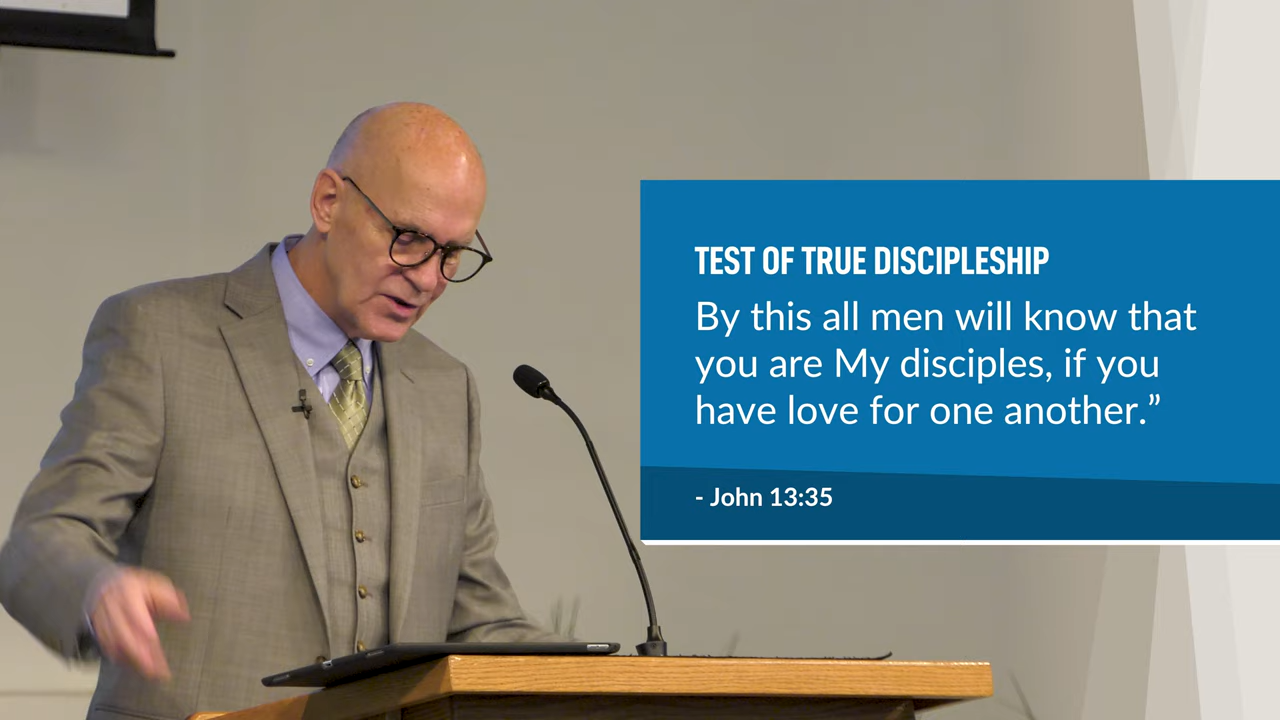 TEST OF TRUE DISCIPLESHIP
By this all men will know that
you are My disciples, if you
have love for one another.”
- John 13:35